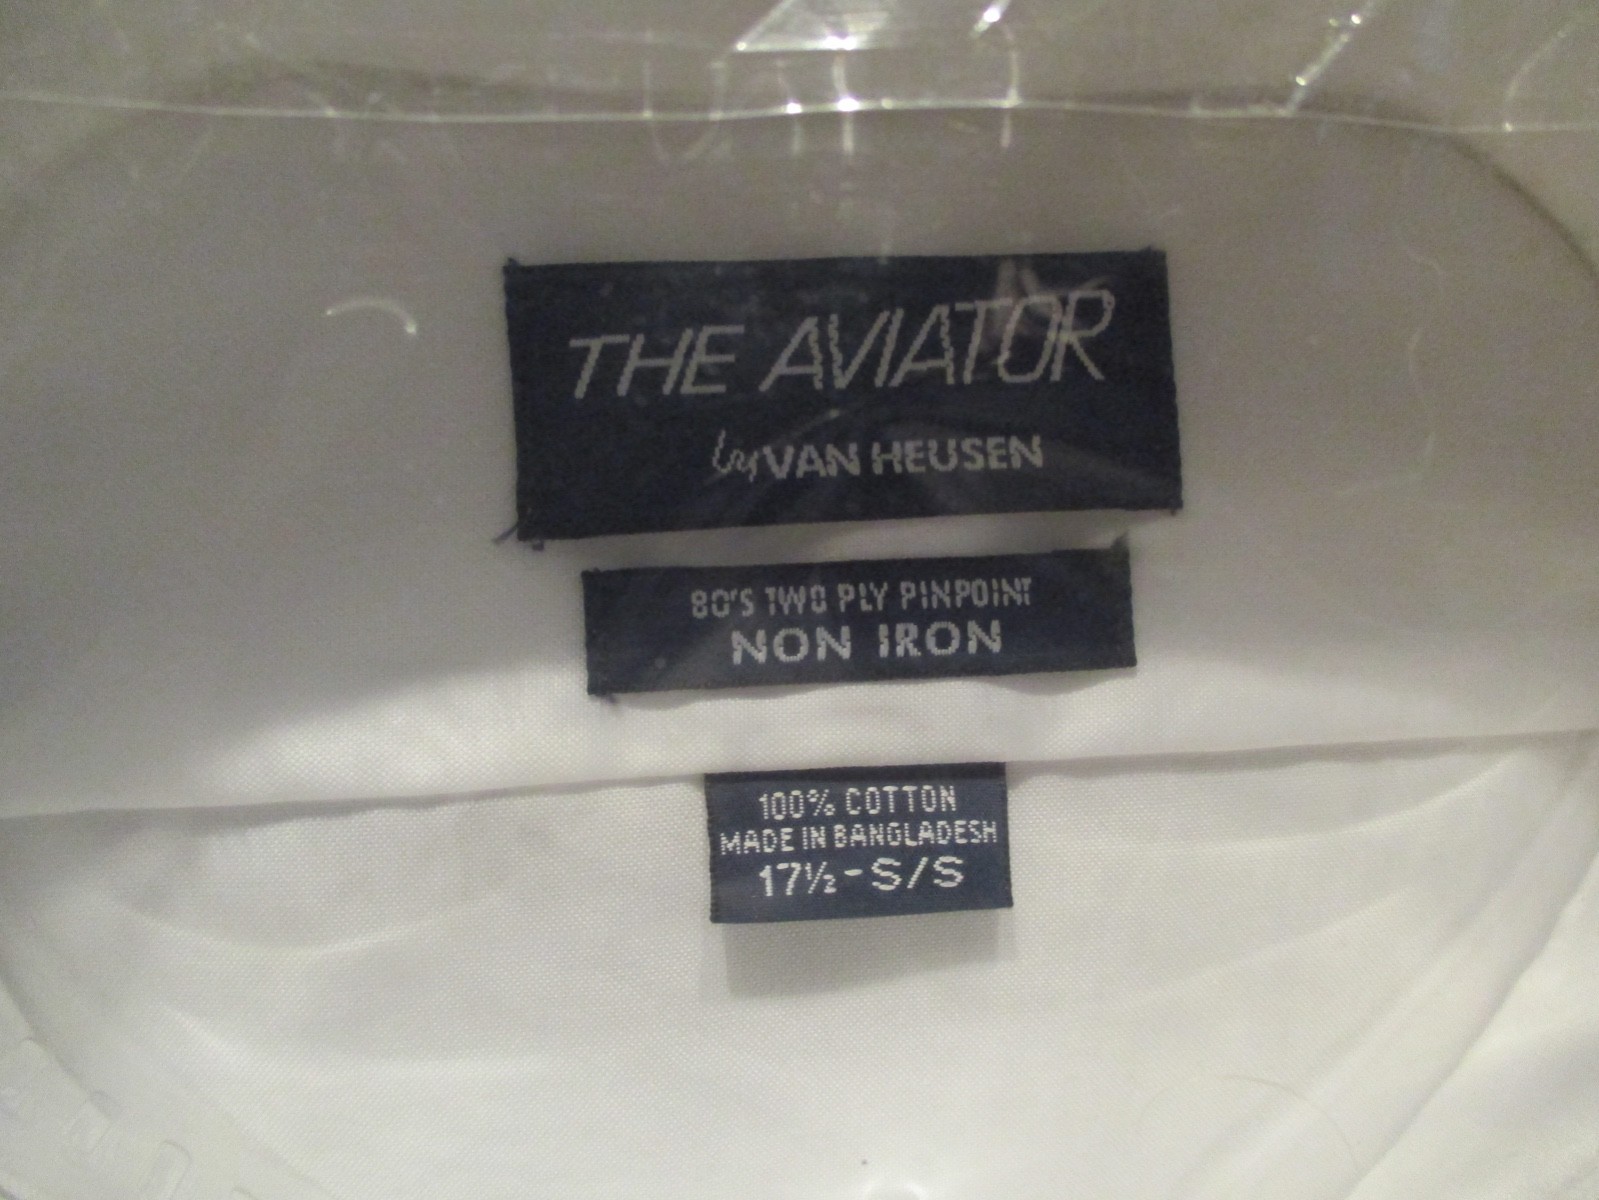 THE AVIATOR
by VAN HEUSEN
80'S TWO PLY PINPOINT
NON IRON
100% COTTON
MADE IN BANGLADESH
17½-S/S